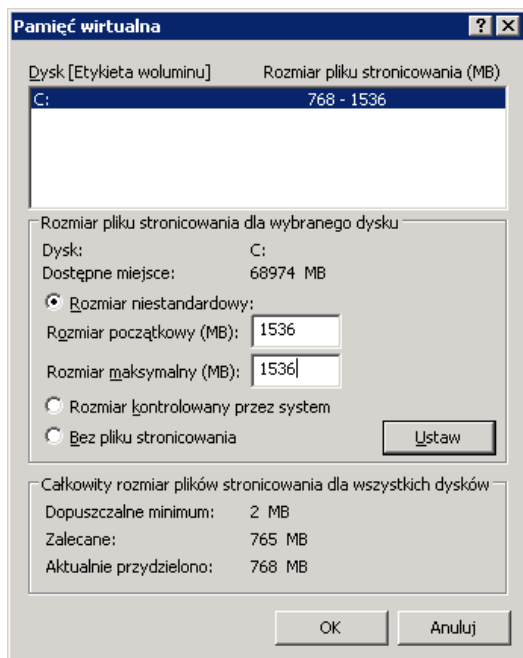 Pamięć wirtualna
Dysk [Etykieta woluminu] Rozmiar pliku stronicowania (MB)
C: 768 - 1536
Rozmiar pliku stronicowania dla wybranego dysku
Dysk: C:
Dostępne miejsce: 68974 MB
Rozmiar niestandardowy:
Rozmiar początkowy (MB): 1536
Rozmiar maksymalny (MB): 1536
Rozmiar kontrolowany przez system
Bez pliku stronicowania Ustaw
Całkowity rozmiar plików stronicowania dla wszystkich dysków
Dopuszczalne minimum: 2 MB
Zalecane: 765 MB
Aktualnie przydzielono: 768 MB
OK Anuluj